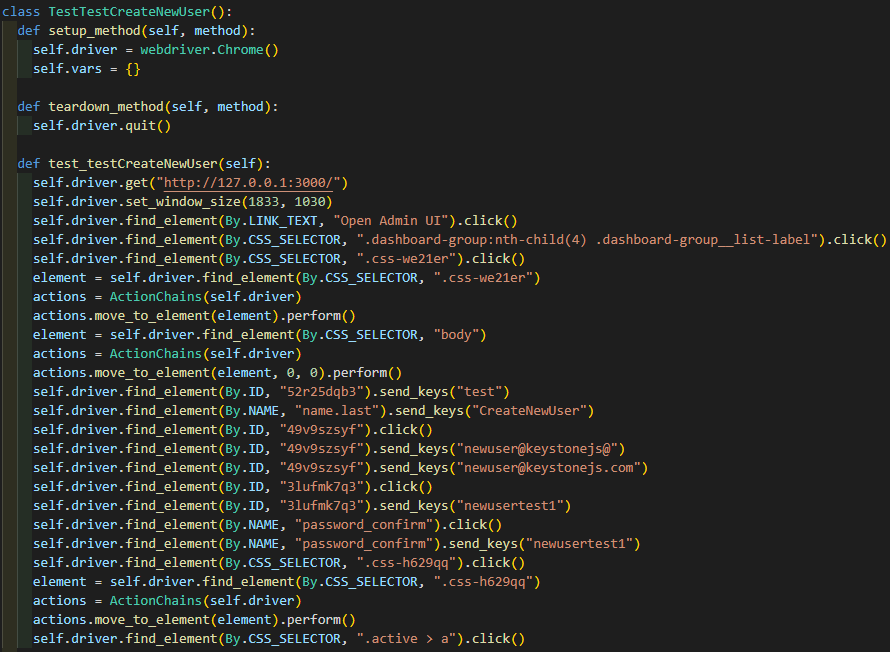 class TestTestCreateNewUser():
def setup_method(self, method):
self.driver = webdriver.Chrome()
self.vars = {}
def teardown_method(self, method):
self.driver.quit()
def test_testCreateNewUser(self):
self.driver.get("http://127.0.0.1:3000/")
self.driver.set_window_size(1833, 1030)
self.driver.find_element(By.LINK_TEXT, "Open Admin UI").click()
self.driver.find_element(By.CSS_SELECTOR, ".dashboard-group:nth-child(4) .dashboard-group__list-label").click()
self.driver.find_element(By.CSS_SELECTOR, ".css-we21er").click()
element = self.driver.find_element(By.CSS_SELECTOR, ".css-we21er")
actions = ActionChains(self.driver)
actions.move_to_element(element).perform()
element = self.driver.find_element(By.CSS_SELECTOR, "body")
actions = ActionChains(self.driver)
actions.move_to_element(element, 0, 0).perform()
self.driver.find_element(By.ID, "52r25dqb3").send_keys("test")
self.driver.find_element(By.NAME, "name.last").send_keys("CreateNewUser")
self.driver.find_element(By.ID, "49v9szsyf").click()
self.driver.find_element(By.ID, "49v9szsyf").send_keys("newuser@keystonejs@")
self.driver.find_element(By.ID, "49v9szsyf").send_keys("newuser@keystonejs.com")
self.driver.find_element(By.ID, "3lufmk7q3").click()
self.driver.find_element(By.ID, "3lufmk7q3").send_keys("newusertest1")
self.driver.find_element(By.NAME, "password_confirm").click()
self.driver.find_element(By.NAME, "password_confirm").send_keys("newusertest1")
self.driver.find_element(By.CSS_SELECTOR, ".css-h629qq").click()
element = self.driver.find_element(By.CSS_SELECTOR, ".css-h629qq")
actions = ActionChains(self.driver)
actions.move_to_element(element).perform()
self.driver.find_element(By.CSS_SELECTOR, ".active > a").click()